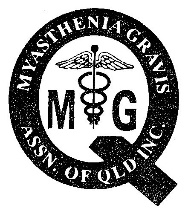 MYASTHENIA GRAVIS
M G
ASSN. OF QLD INC.